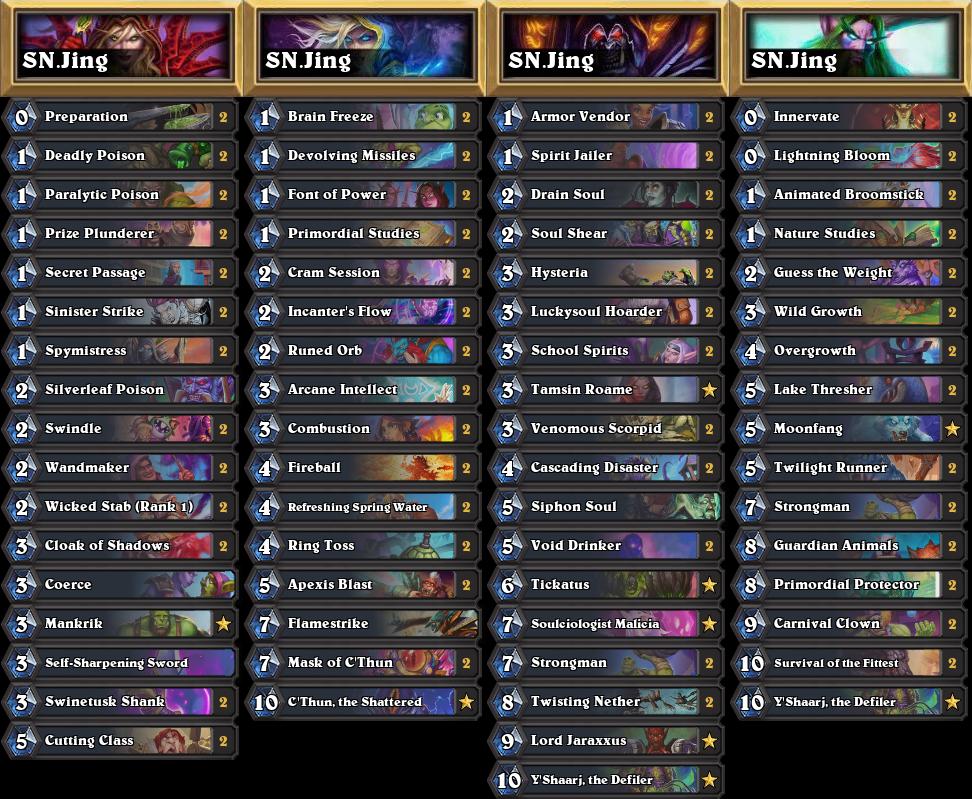 SN.Jing
0 Preparation 2
1 Deadly Poison 2
1 Paralytic Poison 2
1 Prize Plunderer 2
1 Secret Passage 2
1 Sinister Strike 2
1 Spymistress 2
2 Silverleaf Poison
2 Swindle 2
2 Wandmaker 2
2 Wicked Stab (Rank 1) 2
3 Cloak of Shadows 2
3 Coerce
3 Mankrik
3 Self-Sharpening Sword
3 Swinetusk Shank 2
5 Cutting Class 2
SN.Jing
1 Brain Freeze 2
1 Devolving Missiles 2
1 Font of Power 2
1 Primordial Studies 2
2 Cram Session 2
2 Incanter's Flow 2
2 Runed Orb 2
3 Arcane Intellect 2
3 Combustion 2
4 Fireball 2
4 Refreshing Spring Water 2
4 Ring Toss 2
5 Apexis Blast 2
7 Flamestrike
7 Mask of C'Thun 2
10 C'Thun, the Shattered
SN.Jing
1 Armor Vendor 2
1 Spirit Jailer 2
2 Drain Soul 2
2 Soul Shear 2
3 Hysteria 2
3 Luckysoul Hoarder 2
3 School Spirits 2
3 Tamsin Roame
3 Venomous Scorpid 2
4 Cascading Disaster 2
5 Siphon Soul
5 Void Drinker 2
6 Tickatus
7 Soulciologist Malicia
7 Strongman 2
8 Twisting Nether 2
9 Lord Jaraxxus
10 Y'Shaarj, the Defiler
SN.Jing
0 Innervate 2
0 Lightning Bloom 2
1 Animated Broomstick 2
1 Nature Studies 2
2 Guess the Weight 2
3 Wild Growth 2
4 Overgrowth 2
5 Lake Thresher 2
5 Moonfang
5 Twilight Runner 2
7 Strongman 2
8 Guardian Animals 2
8 Primordial Protector 2
9 Carnival Clown 2
10 Survival of the Fittest 2
10 Y'Shaarj, the Defiler